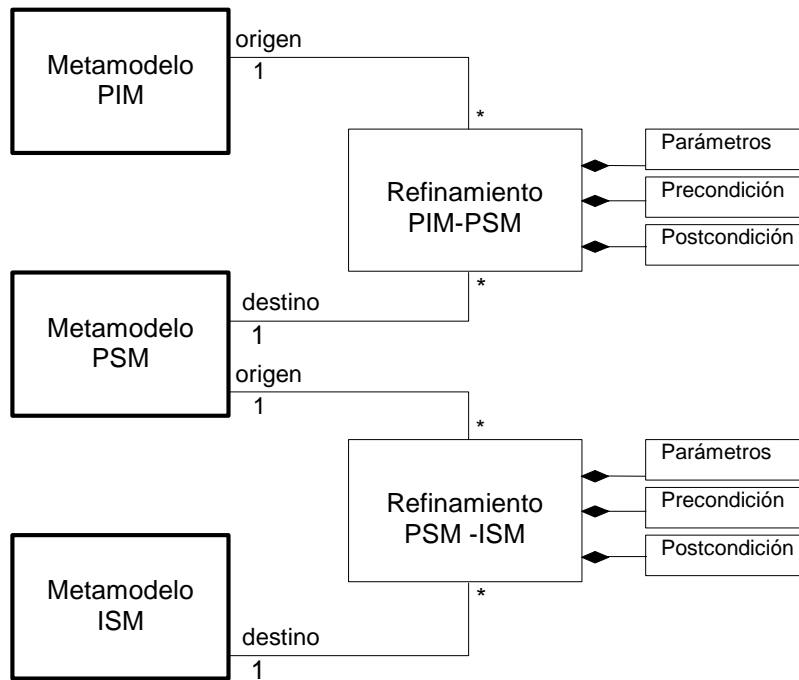 origen
Metamodelo
PIM
1
*
Parámetros
Refinamiento
PIM-PSM
Precondición
Postcondición
*
destino
Metamodelo
PSM
1
origen
1
*
Parámetros
Refinamiento
PSM -ISM
Precondición
Postcondición
*
Metamodelo
ISM
destino
1